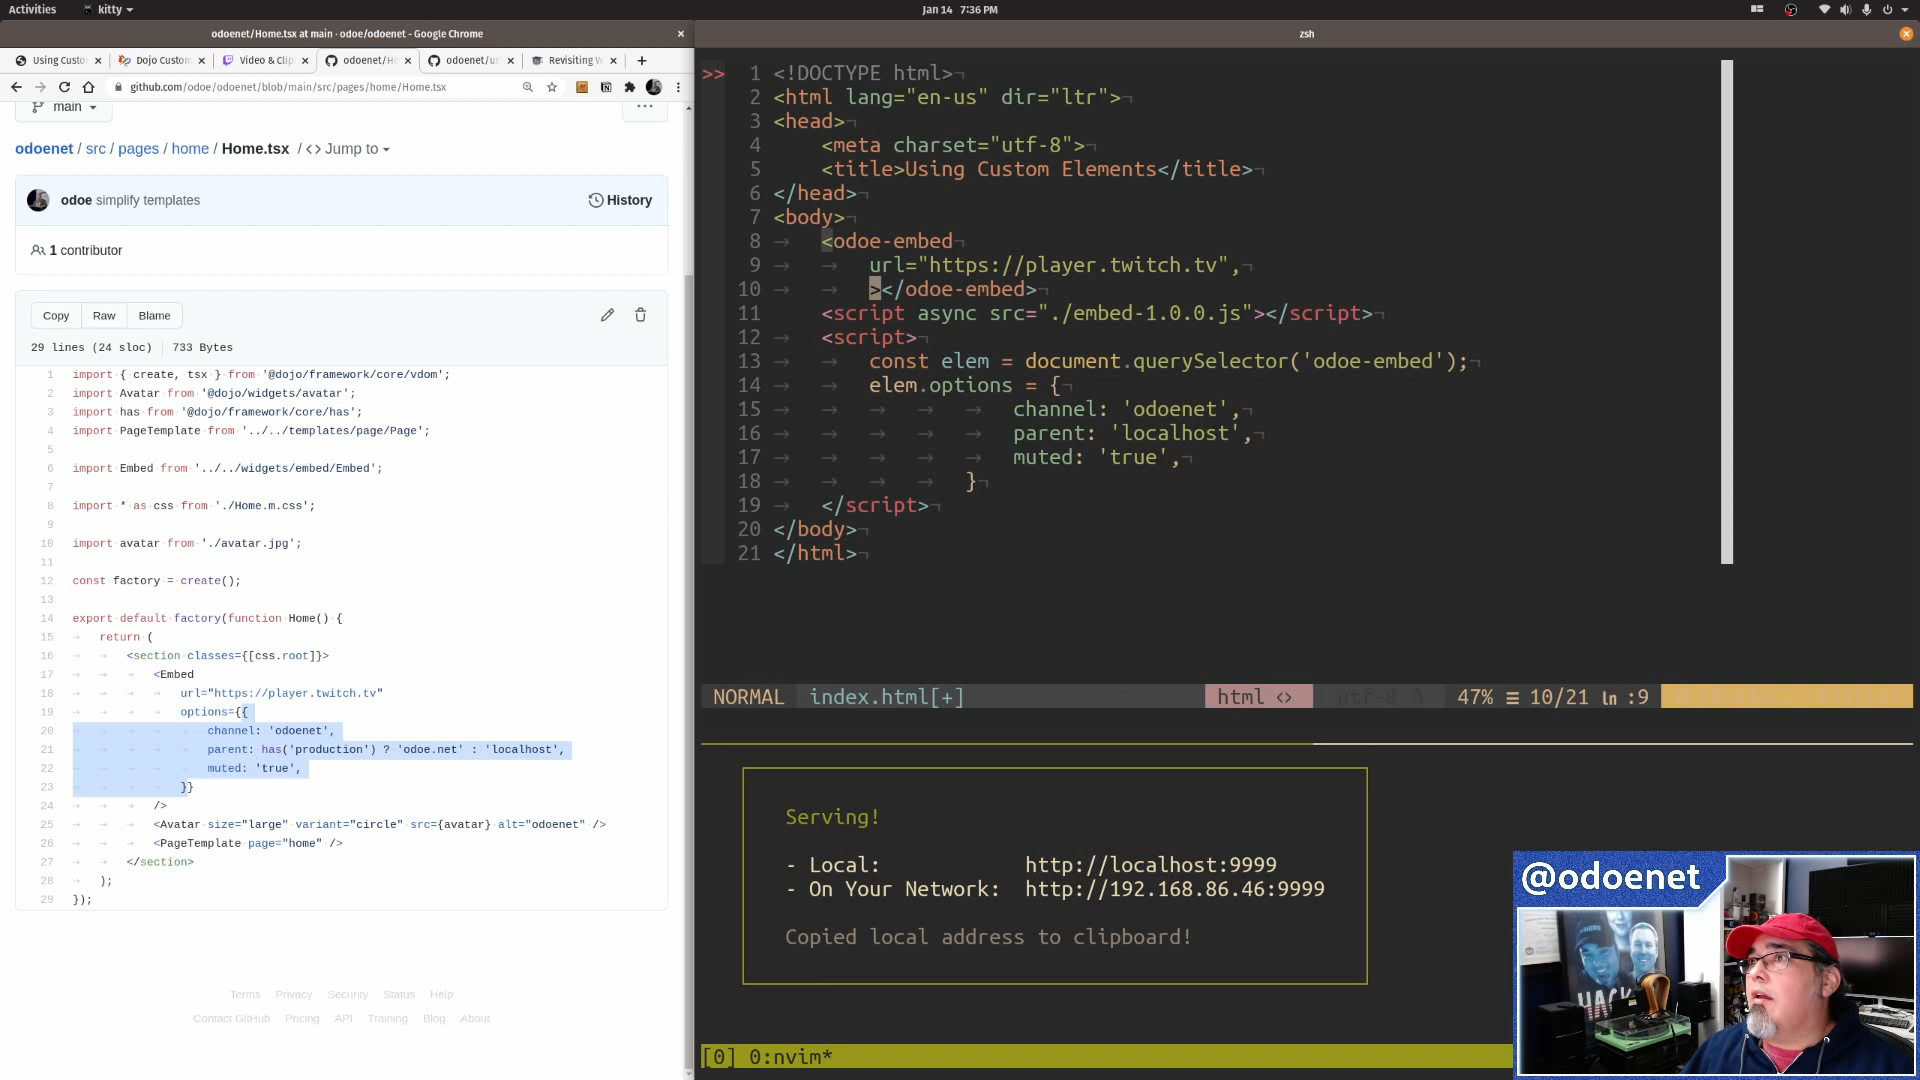 Activities
kitty
Jan 14 7:36 PM
odoenet/Home.tsx at main · odoe/odoenet - Google Chrome
zsh
Using Custo
Dojo Custom
Video & Clip
odoenet/Ho
Revisiting W
github.com/odoe/odoenet/blob/main/src/pages/home/Home.tsx
main
odoenet / src / pages / home / Home.tsx / <> Jump to
odoe simplify templates
History
1 contributor
Copy
Raw
Blame
29 lines (24 sloc)
733 Bytes
1 import { create, tsx } from '@dojo/framework/core/vdom';
2 import Avatar from '@dojo/widgets/avatar';
3 import has from '@dojo/framework/core/has';
4 import PageTemplate from '../../templates/page/Page';
5
6 import Embed from '../../widgets/embed/Embed';
7
8 import * as css from './Home.m.css';
9
10 import avatar from './avatar.jpg';
11
12 const factory = create();
13
14 export default factory(function Home() {
15 return (
16 <section classes={[css.root]}>
17 <Embed
18 url="https://player.twitch.tv"
19 options={{
20 channel: 'odoenet',
21 parent: has('production') ? 'odoe.net' : 'localhost',
22 muted: 'true',
23 }}
24 />
25 <Avatar size="large" variant="circle" src={avatar} alt="odoenet" />
26 <PageTemplate page="home" />
27 </section>
28 );
29 });
Terms
Privacy
Security
Status
Help
Contact GitHub
Pricing
API
Training
Blog
About
>> 1 <!DOCTYPE html>¬
2 <html lang="en-us" dir="ltr">¬
3 <head>¬
4 <meta charset="utf-8">¬
5 <title>Using Custom Elements</title>¬
6 </head>¬
7 <body>¬
8 → <odoe-embed¬
9 → → url="https://player.twitch.tv",¬
10 → → ></odoe-embed>¬
11 <script async src="./embed-1.0.0.js"></script>¬
12 → <script>¬
13 → → const elem = document.querySelector('odoe-embed');¬
14 → → elem.options = {¬
15 → → → → → channel: 'odoenet',¬
16 → → → → → parent: 'localhost',¬
17 → → → → → muted: 'true',¬
18 → → → → }¬
19 → </script>¬
20 </body>¬
21 </html>¬
NORMAL
index.html[+]
html <>
utf-8
47% ≡ 10/21 ln :9
Serving!
- Local: http://localhost:9999
- On Your Network: http://192.168.86.46:9999
Copied local address to clipboard!
@odoenet
HACK
[0] 0:nvim*